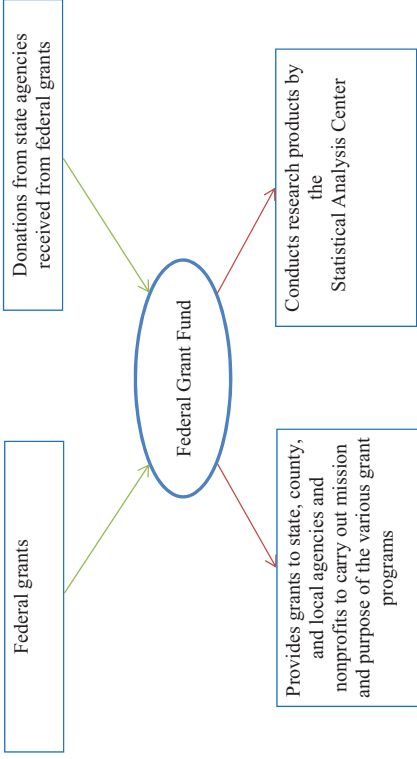 Federal grants
Donations from state agencies
received from federal grants
Federal Grant Fund
Provides grants to state, county,
and local agencies and
nonprofits to carry out mission
and purpose of the various grant
programs
Conducts research products by
the
Statistical Analysis Center